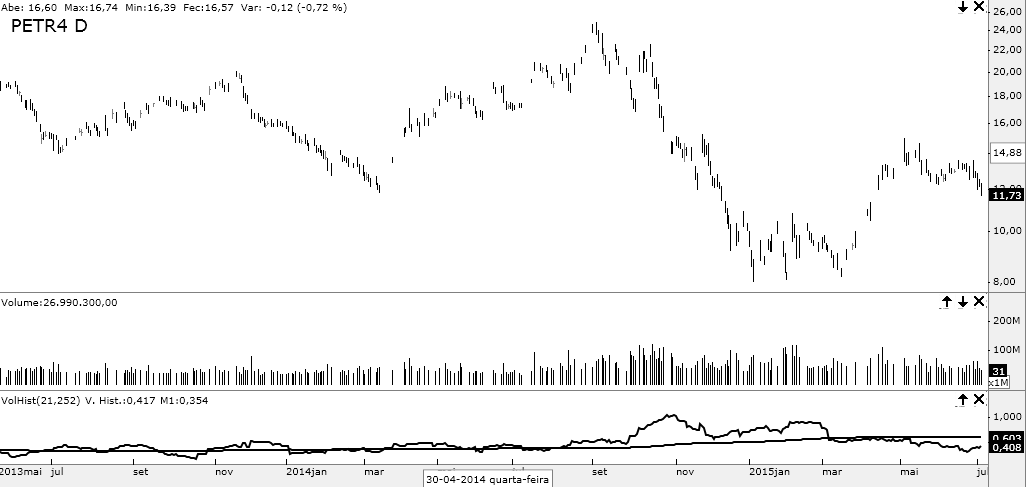 Abe: 16,60 Max:16,74 Min:16,39 Fec:16,57 Var: -0,12 (-0,72 %)
PETR4 D
26,00
24,00
22,00
20,00
18,00
16,00
14,88
11,73
10,00
8,00
Volume:26.990.300,00
200M
100M
31
x1M
VolHist(21,252) V. Hist.:0,417 M1:0,354
1,000
0,603
0,408
2013mai jul set nov 2014jan mar set nov 2015jan mar mai jul
30-04-2014 quarta-feira